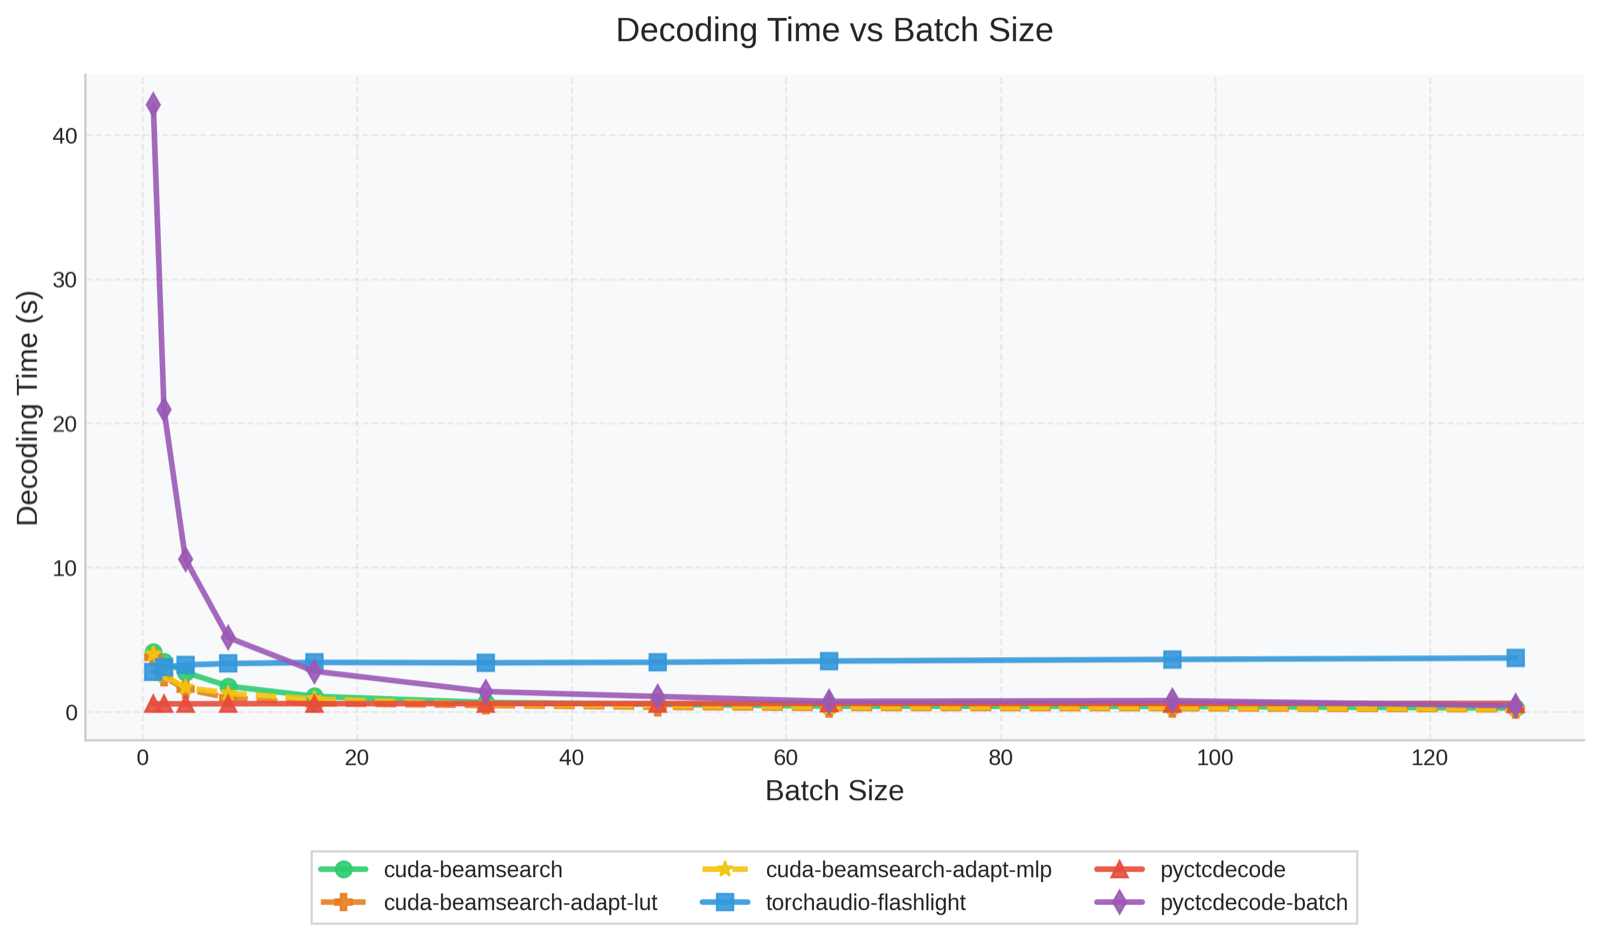 Decoding Time vs Batch Size
Decoding Time (s)
40
30
20
10
0
0 20 40 60 80 100 120
Batch Size
cuda-beamsearch
cuda-beamsearch-adapt-lut
cuda-beamsearch-adapt-mlp
torchaudio-flashlight
pyctcdecode
pyctcdecode-batch